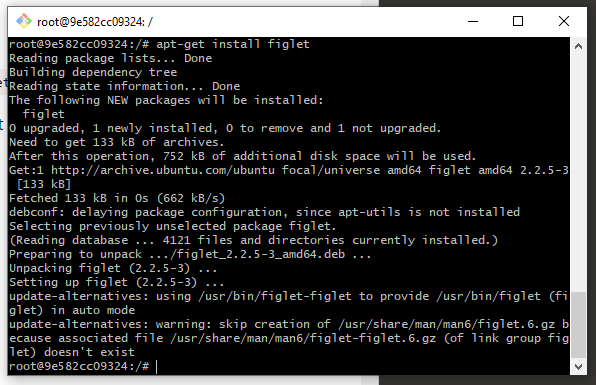 root@9e582cc09324: /
root@9e582cc09324:/# apt-get install figlet
Reading package lists... Done
Building dependency tree
Reading state information... Done
The following NEW packages will be installed:
  figlet
0 upgraded, 1 newly installed, 0 to remove and 1 not upgraded.
Need to get 133 kB of archives.
After this operation, 752 kB of additional disk space will be used.
Get:1 http://archive.ubuntu.com/ubuntu focal/universe amd64 figlet amd64 2.2.5-3
 [133 kB]
Fetched 133 kB in 0s (662 kB/s)
debconf: delaying package configuration, since apt-utils is not installed
Selecting previously unselected package figlet.
(Reading database ... 4121 files and directories currently installed.)
Preparing to unpack .../figlet_2.2.5-3_amd64.deb ...
Unpacking figlet (2.2.5-3) ...
Setting up figlet (2.2.5-3) ...
update-alternatives: using /usr/bin/figlet-figlet to provide /usr/bin/figlet (fi
glet) in auto mode
update-alternatives: warning: skip creation of /usr/share/man/man6/figlet.6.gz b
ecause associated file /usr/share/man/man6/figlet-figlet.6.gz (of link group fig
let) doesn't exist
root@9e582cc09324:/#